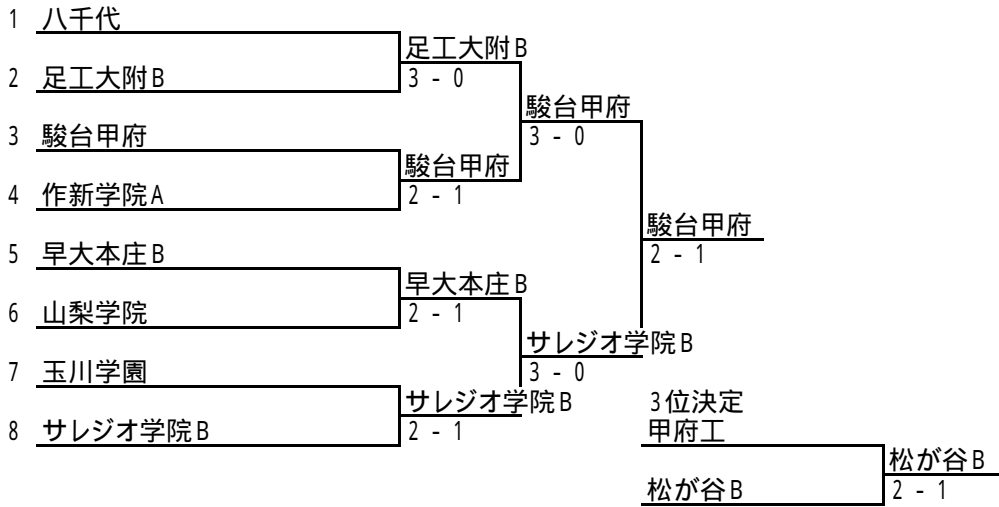 1 八千代
足工大附B
2 足工大附B
3 - 0
駿台甲府
3 駿台甲府
3 - 0
駿台甲府
4 作新学院A
2 - 1
駿台甲府
5 早大本庄B
2 - 1
早大本庄B
6 山梨学院
2 - 1
サレジオ学院B
7 玉川学園
3 - 0
サレジオ学院B
3位決定
8 サレジオ学院B
2 - 1
甲府工
松が谷B
松が谷B
2 - 1